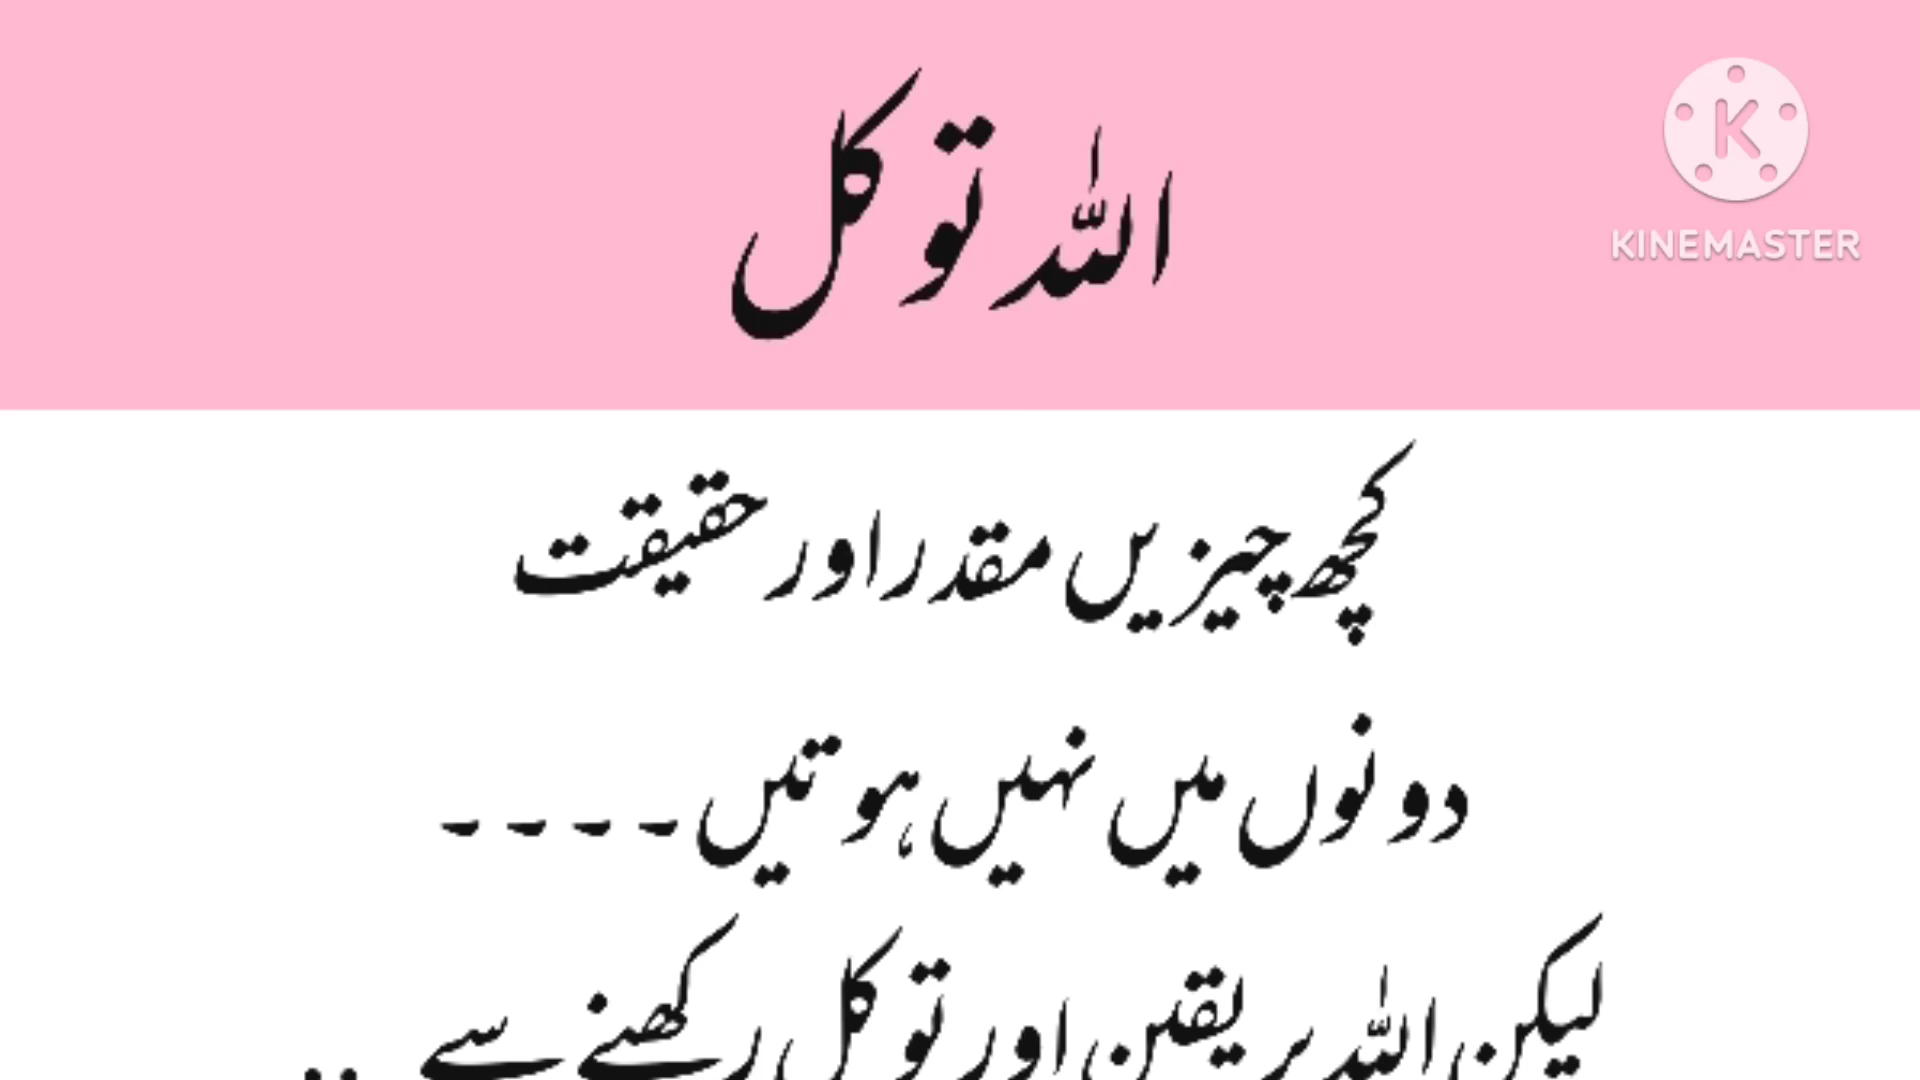 اللہ توکل
KINEMASTER
کچھ چیزیں مقدر اور حقیقت
دونوں میں نہیں ہوتیں۔۔۔۔
لیکن اللہ پر یقین اور توکل رکھنے سے